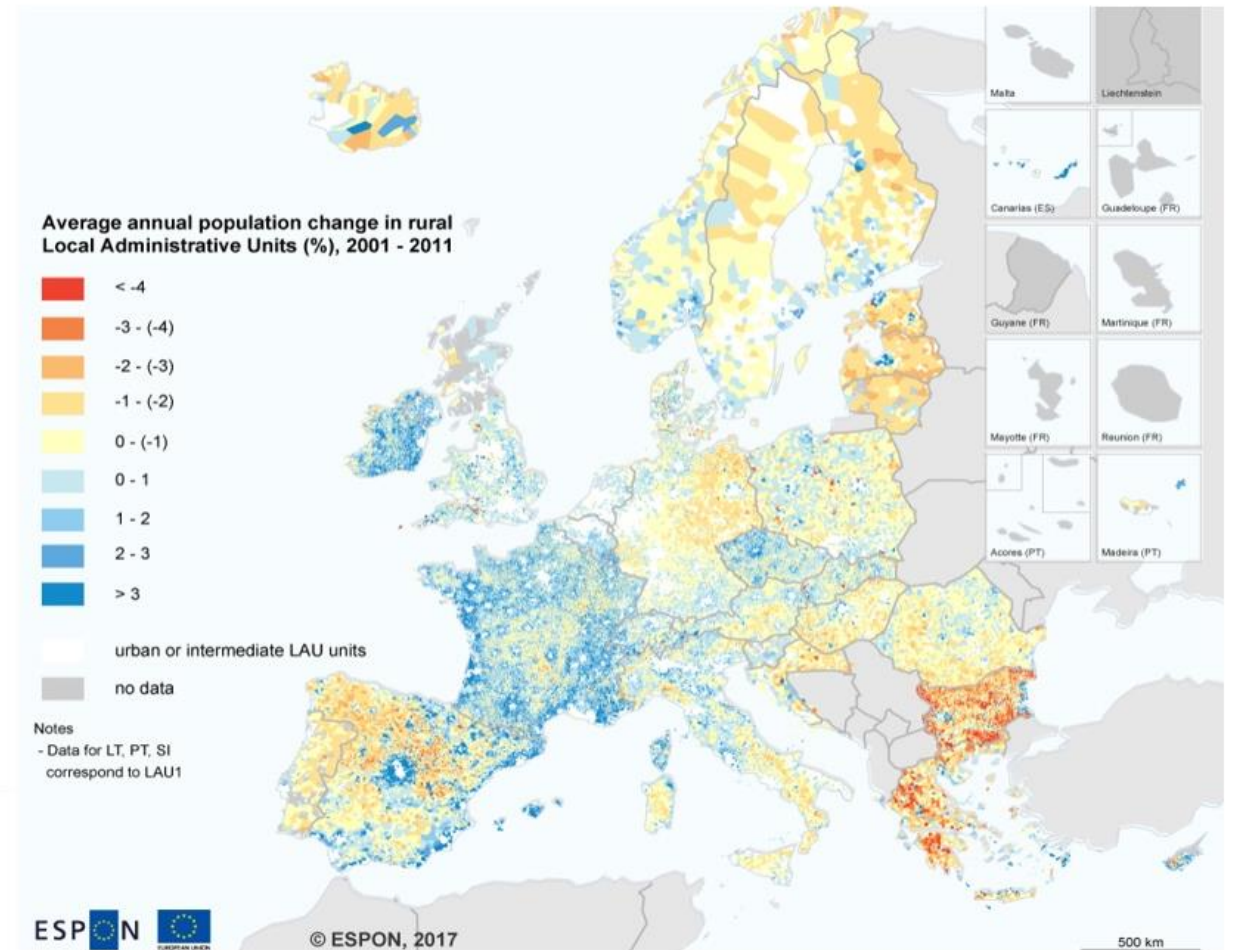 Average annual population change in rural
Local Administrative Units (%), 2001 - 2011
< -4
-3 - (-4)
-2 - (-3)
-1 - (-2)
0 - (-1)
0 - 1
1 - 2
2 - 3
> 3
urban or intermediate LAU units
no data
Notes
- Data for LT, PT, SI
correspond to LAU1
Malta
Liechtenstein
Canarias (ES)
Guadeloupe (FR)
Guyane (FR)
Martinique (FR)
Mayotte (FR)
Reunion (FR)
Acores (PT)
Madeira (PT)
ESPON
EUROPEAN UNION
© ESPON, 2017
500 km